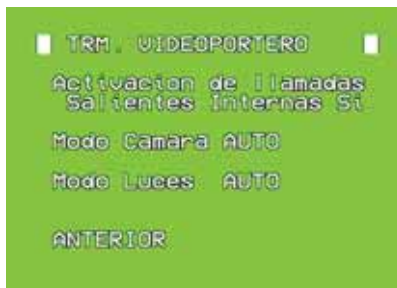 TRM. VIDEOPORTERO
Activacion de llamadas
Salientes Internas Si
Modo Camara AUTO
Modo Luces AUTO
ANTERIOR